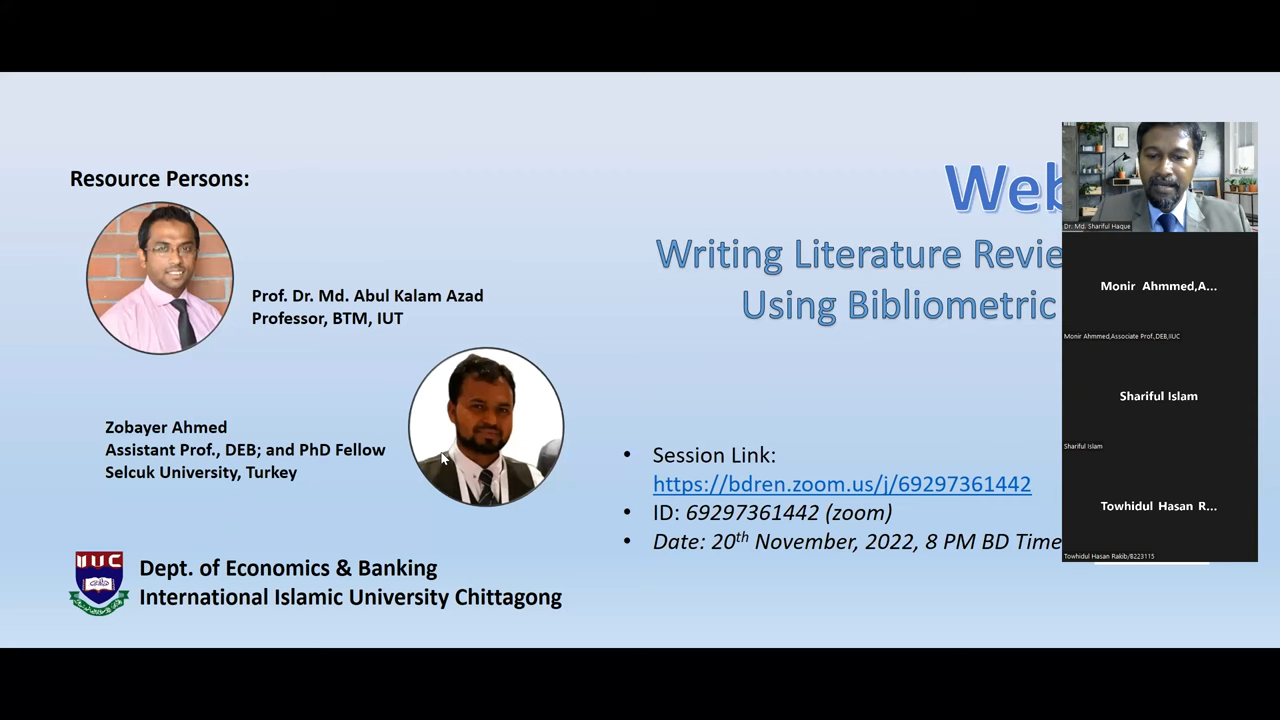 Resource Persons:
Prof. Dr. Md. Abul Kalam Azad
Professor, BTM, IUT
Zobayer Ahmed
Assistant Prof., DEB; and PhD Fellow
Selcuk University, Turkey
IIUC
Dept. of Economics & Banking
International Islamic University Chittagong
Web
Writing Literature Revie
Using Bibliometric
• Session Link:
https://bdren.zoom.us/j/69297361442
• ID: 69297361442 (zoom)
• Date: 20th November, 2022, 8 PM BD Time
Dr. Md. Shariful Haque
Monir Ahmmed,A...
Monir Ahmmed,Associate Prof.,DEB,IIUC
Shariful Islam
Shariful Islam
Towhidul Hasan R...
Towhidul Hasan Rakib/B223115